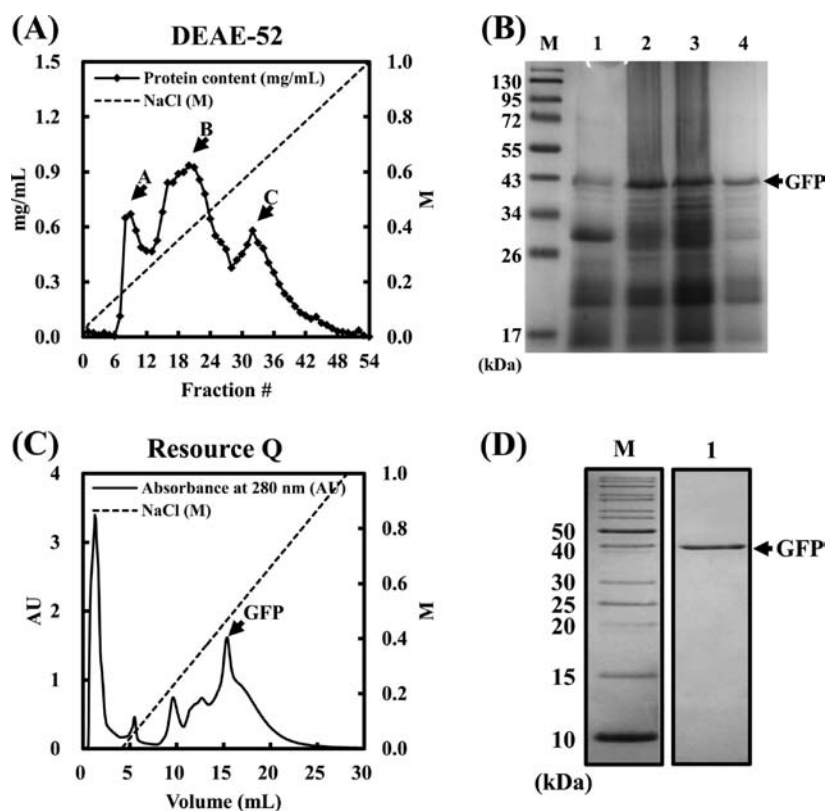 (A)
DEAE-52
1.5
1.2
0.9
0.6
0.3
0.0
mg/mL
Protein content (mg/mL)
NaCl (M)
A
B
C
1.0
0.8
0.6
0.4
0.2
0.0
M
0 6 12 18 24 30 36 42 48 54
Fraction #
(B)
M 1 2 3 4
130
95
72
55
43
34
26
17
(kDa)
GFP
(C)
Resource Q
4
3
2
1
0
AU
Absorbance at 280 nm (AU)
NaCl (M)
GFP
1.0
0.8
0.6
0.4
0.2
0.0
M
0 5 10 15 20 25 30
Volume (mL)
(D)
M 1
50
40
30
25
20
15
10
(kDa)
GFP